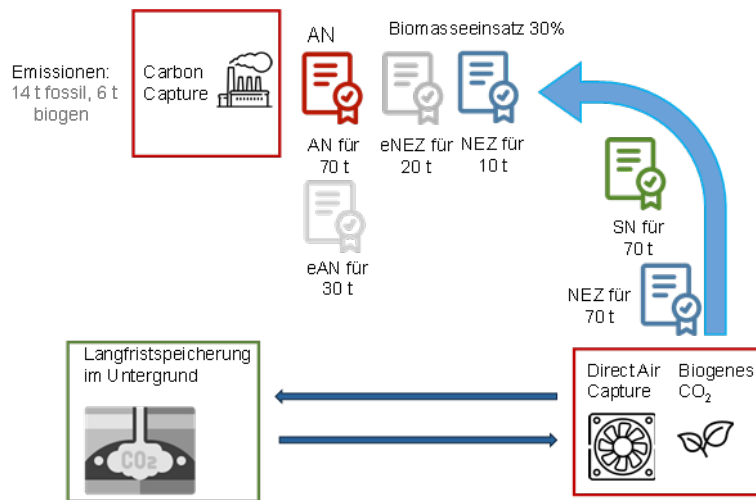 AN
Biomasseeinsatz 30%
Emissionen:
14 t fossil, 6 t
biogen
Carbon
Capture
AN für
70 t
eNEZ für
20 t
NEZ für
10 t
eAN für
30 t
SN für
70 t
NEZ für
70 t
Langfristspeicherung
im Untergrund
CO₂
Direct Air
Capture
Biogenes
CO₂